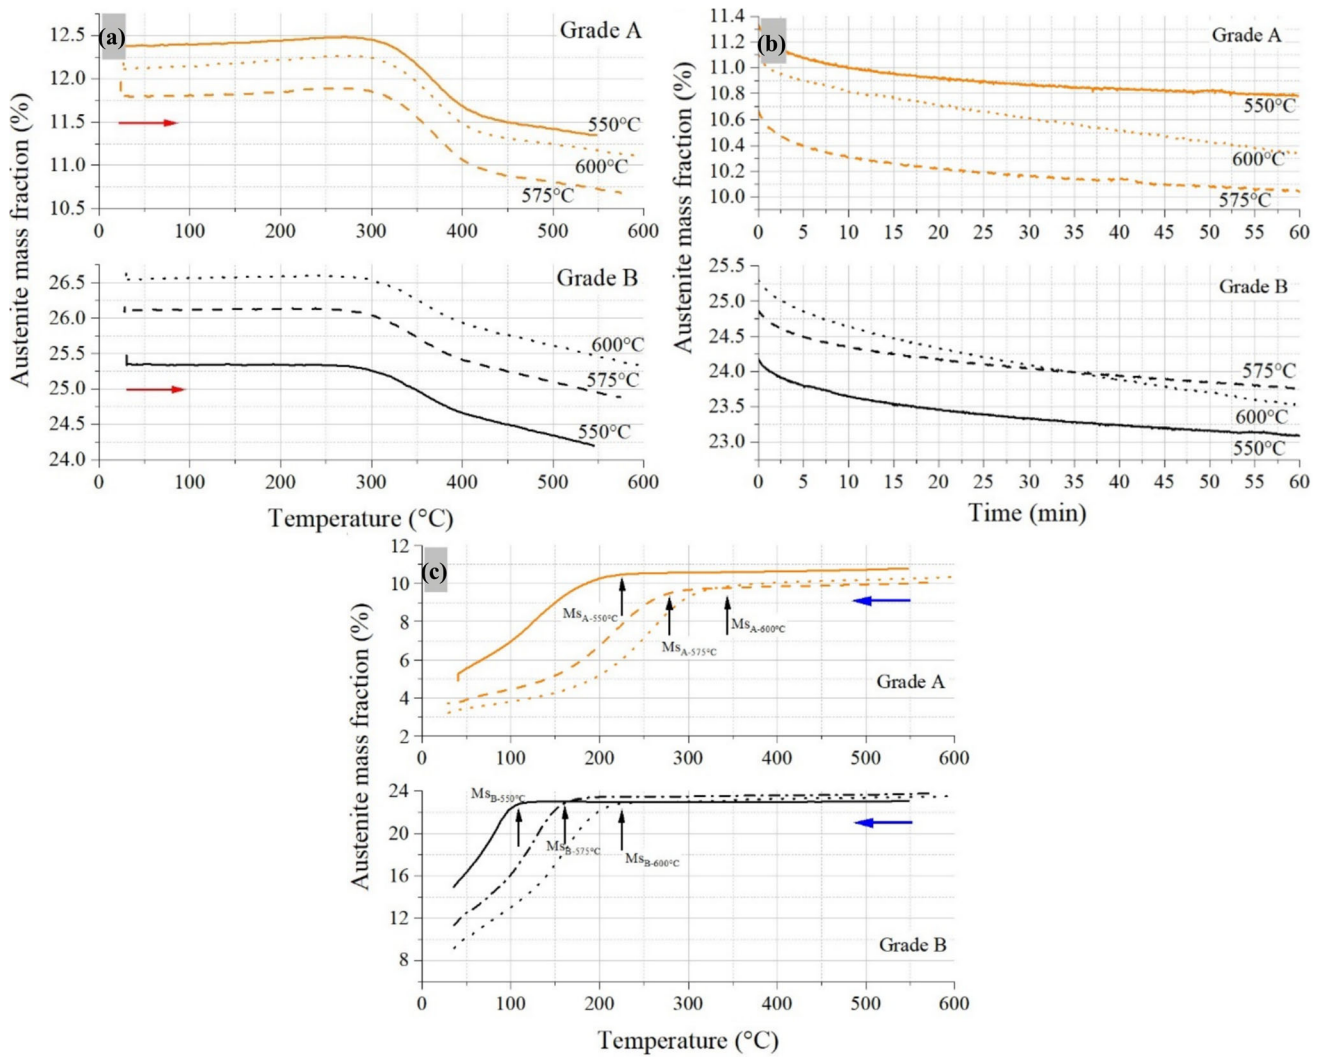 (a)
Grade A
12.5
12.0
11.5
11.0
10.5
550°C
600°C
575°C
0 100 200 300 400 500 600
Grade B
26.5
26.0
25.5
25.0
24.5
24.0
600°C
575°C
550°C
0 100 200 300 400 500 600
Temperature (°C)
Austenite mass fraction (%)
(b)
Grade A
11.4
11.2
11.0
10.8
10.6
10.4
10.2
10.0
550°C
600°C
575°C
0 5 10 15 20 25 30 35 40 45 50 55 60
Grade B
25.5
25.0
24.5
24.0
23.5
23.0
575°C
600°C
550°C
0 5 10 15 20 25 30 35 40 45 50 55 60
Time (min)
Austenite mass fraction (%)
(c)
12
10
8
6
4
2
MsA-550°C
MsA-575°C
MsA-600°C
Grade A
0 100 200 300 400 500 600
24
20
16
12
8
MsB-550°C
MsB-575°C
MsB-600°C
Grade B
0 100 200 300 400 500 600
Temperature (°C)
Austenite mass fraction (%)